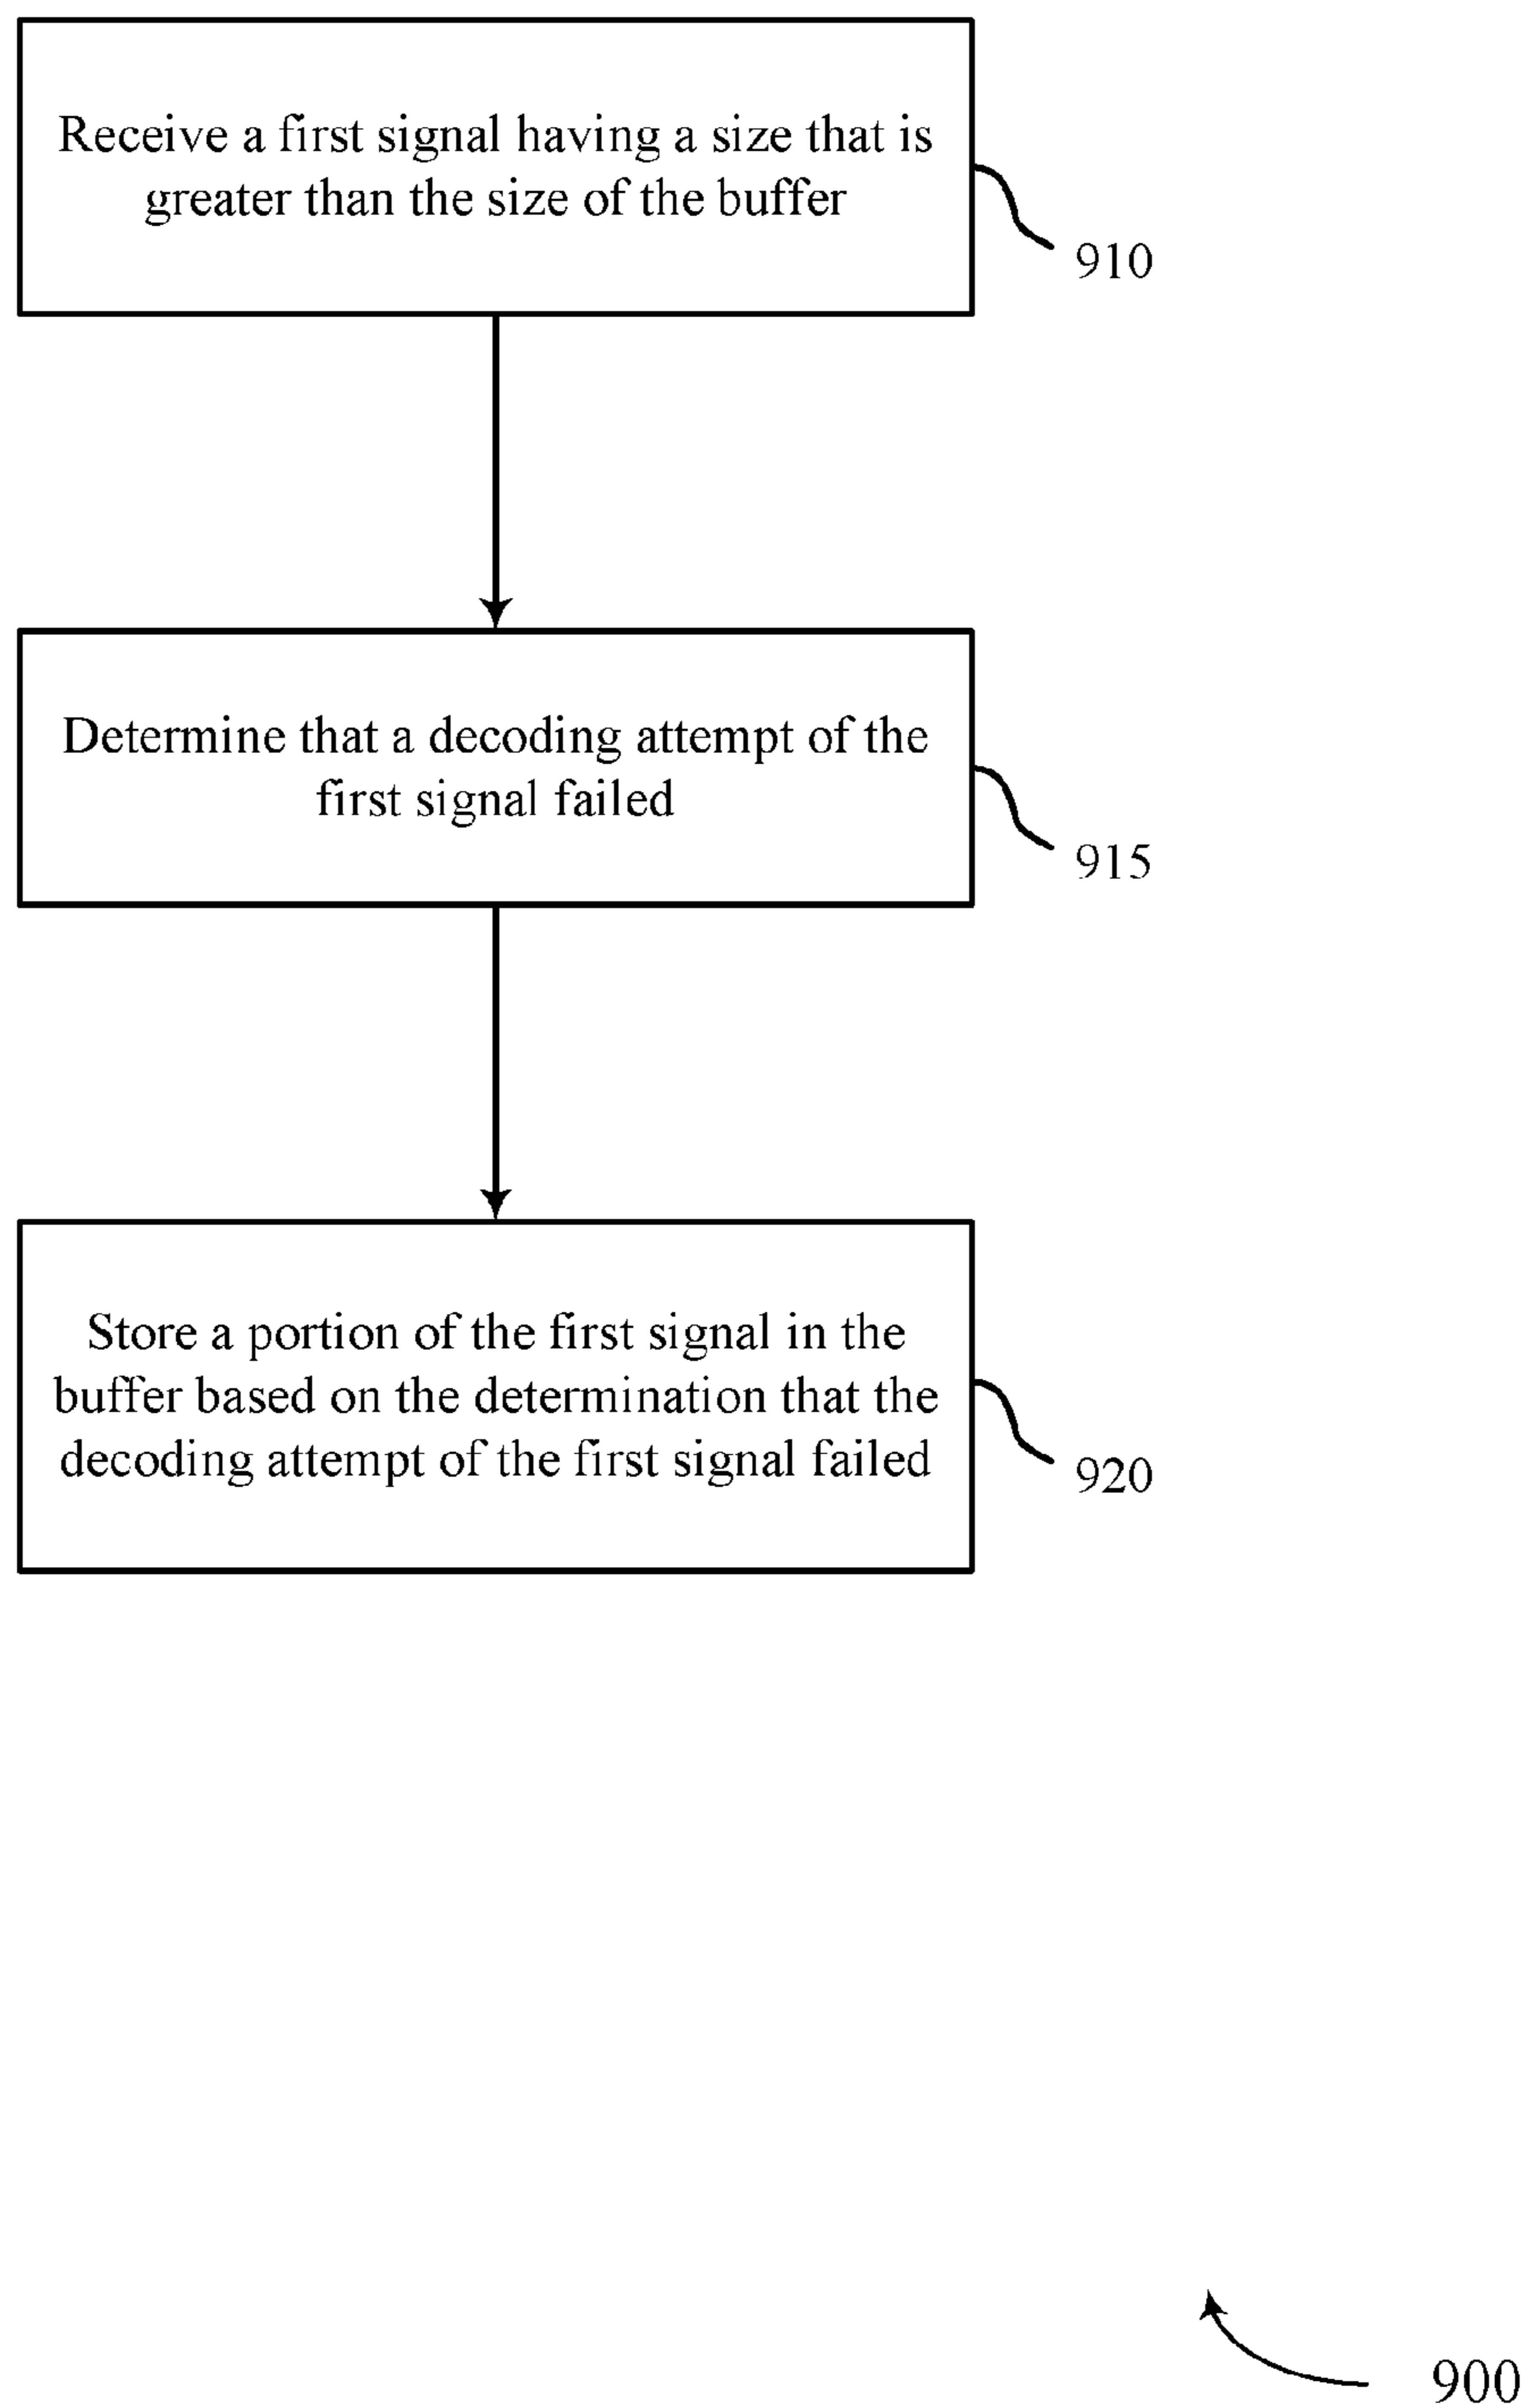 Receive a first signal having a size that is
greater than the size of the buffer
910
Determine that a decoding attempt of the
first signal failed
915
Store a portion of the first signal in the
buffer based on the determination that the
decoding attempt of the first signal failed
920
900